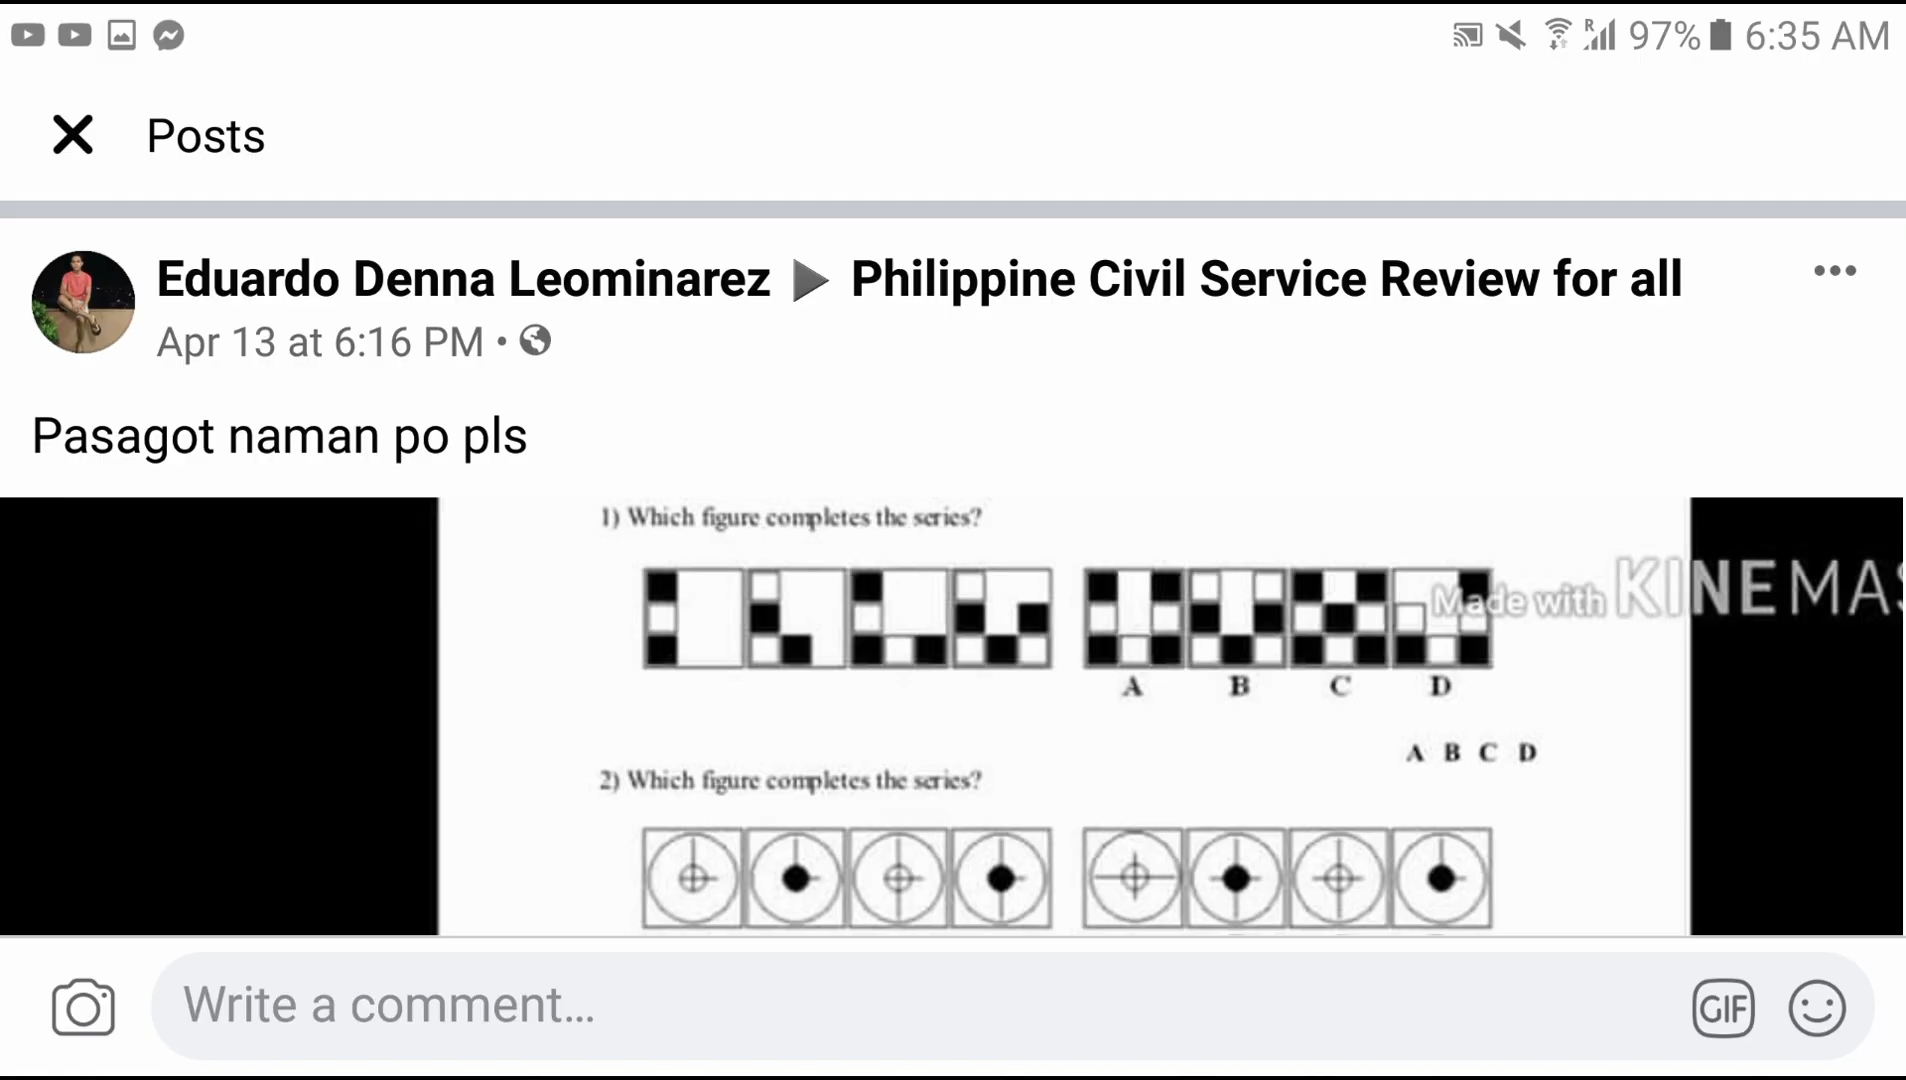 97% 6:35 AM
Posts
Eduardo Denna Leominarez ▶ Philippine Civil Service Review for all
Apr 13 at 6:16 PM •
Pasagot naman po pls
1) Which figure completes the series?
Made with KINEMAS
A B C D
A B C D
2) Which figure completes the series?
Write a comment...
GIF